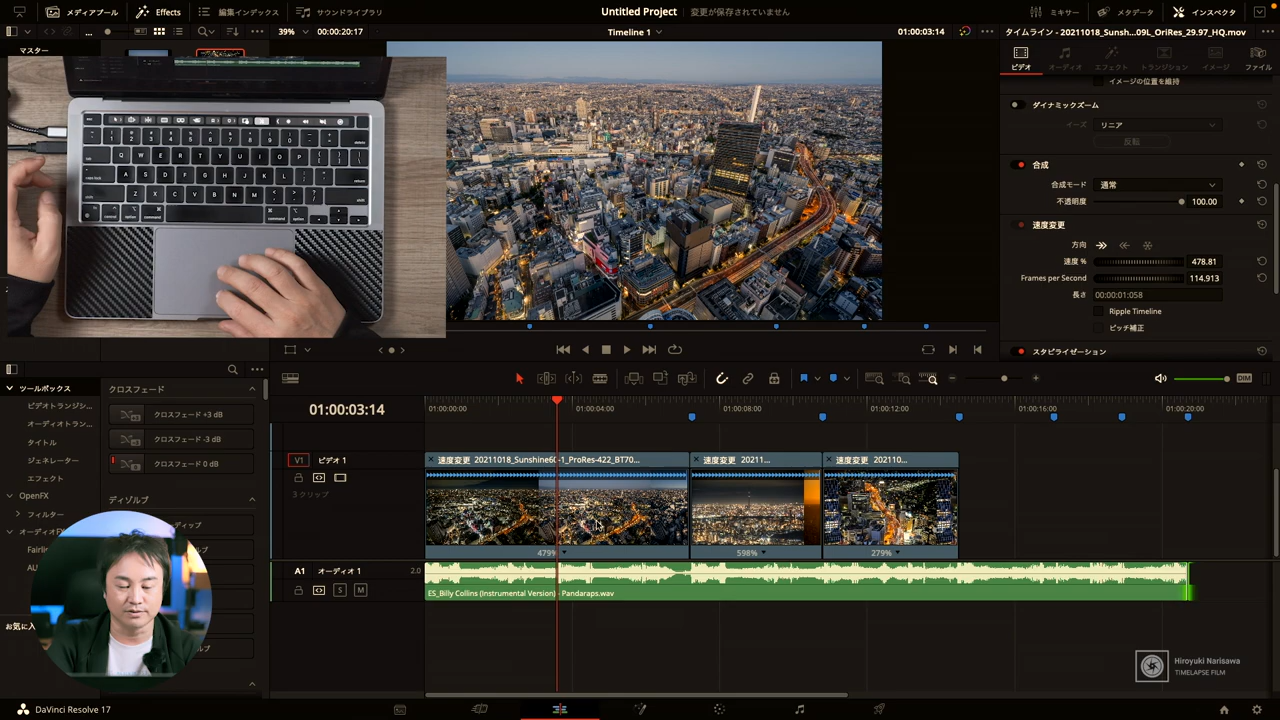 メディアプール
Effects
編集インデックス
サウンドライブラリ
Untitled Project
変更が保存されていません
ミキサー
メタデータ
インスペクタ
39%
00:00:20:17
Timeline 1
01:00:03:14
タイムライン - 20211018_Sunsh...09L_OriRes_29.97_HQ.mov
マスター
ビデオ
オーディオ
エフェクト
トランジション
イメージ
ファイル
イメージの位置を維持
ダイナミックズーム
イーズ
リニア
反転
合成
合成モード
通常
不透明度
100.00
速度変更
方向
速度 %
478.81
Frames per Second
114.913
長さ
00:00:01:058
Ripple Timeline
ピッチ補正
スタビライゼーション
ツールボックス
ビデオトランジシ...
オーディオトラン...
タイトル
ジェネレーター
エフェクト
OpenFX
フィルター
オーディオFX
Fairli
AU
お気に入
クロスフェード
クロスフェード +3 dB
クロスフェード -3 dB
クロスフェード 0 dB
ディゾルブ
DIM
01:00:03:14
01:00:00:00
01:00:04:00
01:00:08:00
01:00:12:00
01:00:16:00
01:00:20:00
V1
ビデオ 1
3 クリップ
速度変更 20211018_Sunshine60-1_ProRes-422_BT70...
速度変更 20211...
速度変更 202110...
479%
598%
279%
A1
オーディオ 1
2.0
S
M
ES_Billy Collins (Instrumental Version) - Pandaraps.wav
Hiroyuki Narisawa
TIMELAPSE FILM
DaVinci Resolve 17